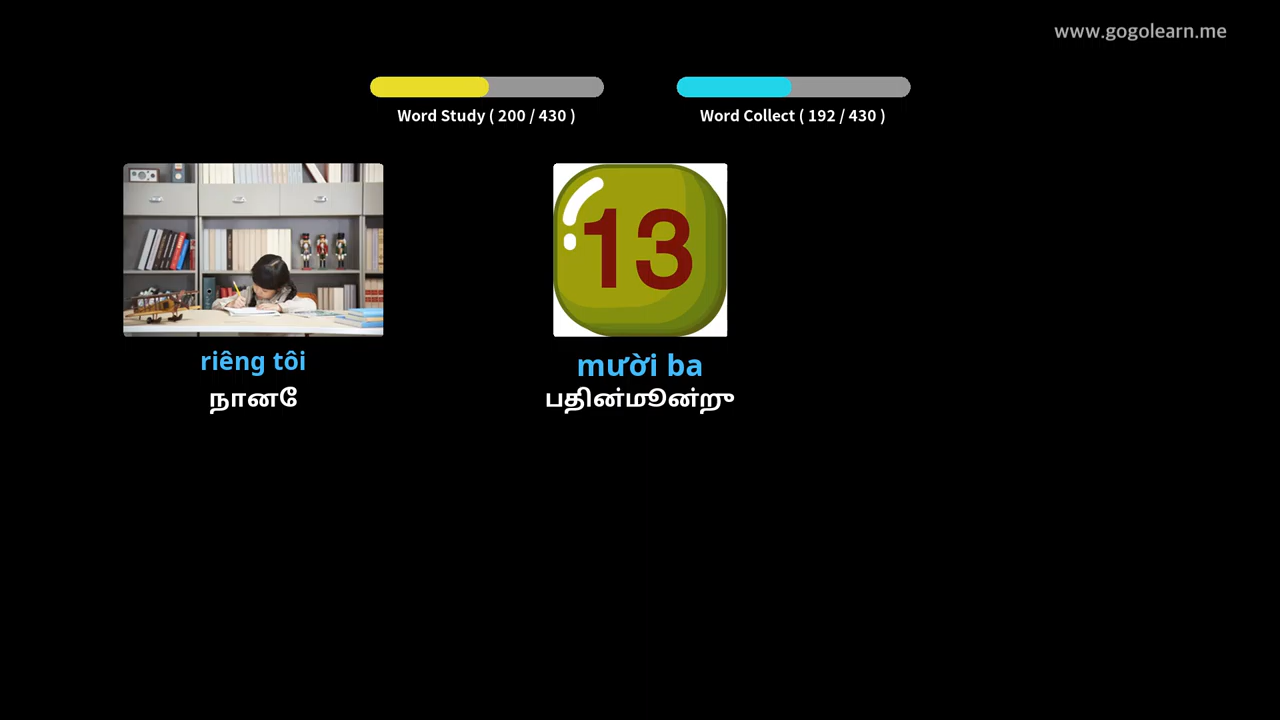 www.gogolearn.me
Word Study ( 200 / 430 )
Word Collect ( 192 / 430 )
13
riêng tôi
mười ba
நானே
பதின்மூன்று